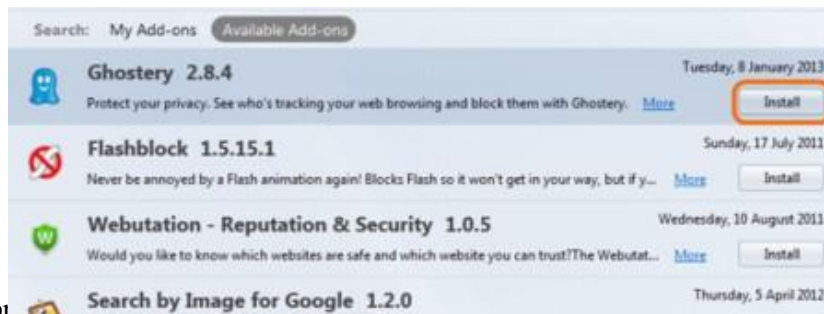 Search: My Add-ons Available Add-ons
Ghostery 2.8.4 Tuesday, 8 January 2013
Protect your privacy. See who's tracking your web browsing and block them with Ghostery. More Install
Flashblock 1.5.15.1 Sunday, 17 July 2011
Never be annoyed by a Flash animation again! Blocks Flash so it won't get in your way, but if y... More Install
Webutation - Reputation & Security 1.0.5 Wednesday, 10 August 2011
Would you like to know which websites are safe and which website you can trust?The Webutat... More Install
Search by Image for Google 1.2.0 Thursday, 5 April 2012